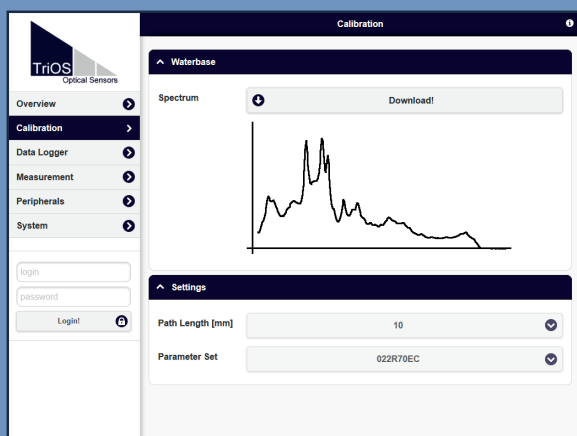 TriOS
Optical Sensors
Overview
Calibration
Data Logger
Measurement
Peripherals
System
login
password
Login!
Calibration
Waterbase
Spectrum
Download!
Settings
Path Length [mm]
10
Parameter Set
022R70EC